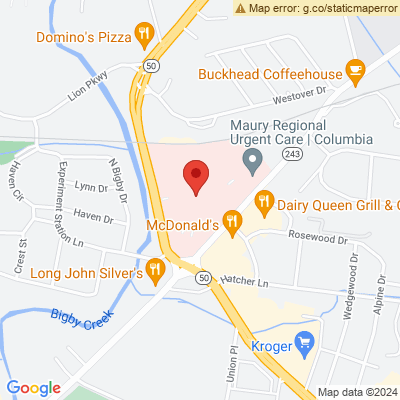 Map error: g.co/staticmaperror
Domino's Pizza
50
Lion Pkwy
Buckhead Coffeehouse
Westover Dr
Maury Regional
Urgent Care | Columbia
243
Haven Cir
Experiment Station Ln
Lynn Dr
N Bigby Dr
Haven Dr
Crest St
Dairy Queen Grill & C
McDonald's
Rosewood Dr
Long John Silver's
50
Hatcher Ln
Wedgewood Dr
Alpine Dr
Bigby Creek
Kroger
Union Pl
Google
Map data ©2024